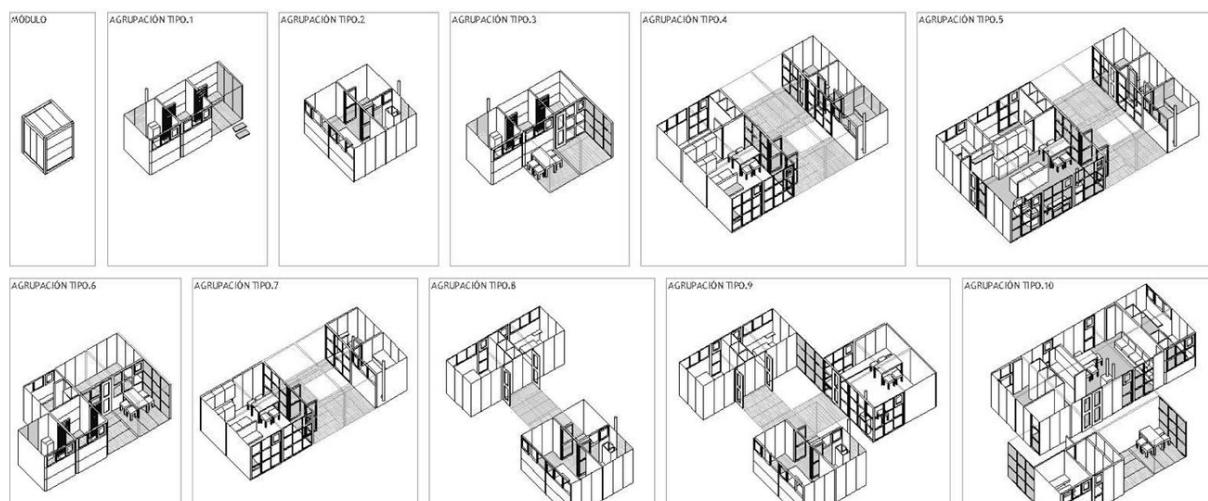 MÓDULO
AGRUPACIÓN TIPO.1
AGRUPACIÓN TIPO.2
AGRUPACIÓN TIPO.3
AGRUPACIÓN TIPO.4
AGRUPACIÓN TIPO.5
AGRUPACIÓN TIPO.6
AGRUPACIÓN TIPO.7
AGRUPACIÓN TIPO.8
AGRUPACIÓN TIPO.9
AGRUPACIÓN TIPO.10